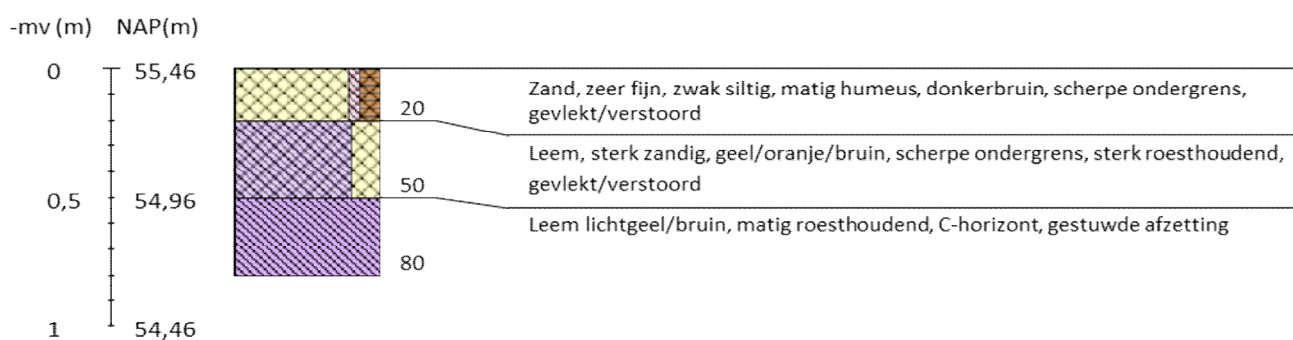 -mv (m) NAP(m)
0 55,46
Zand, zeer fijn, zwak siltig, matig humeus, donkerbruin, scherpe ondergrens,
gevlekt/verstoord
20
Leem, sterk zandig, geel/oranje/bruin, scherpe ondergrens, sterk roesthoudend,
gevlekt/verstoord
50
0,5 54,96
Leem lichtgeel/bruin, matig roesthoudend, C-horizont, gestuwde afzetting
80
1 54,46